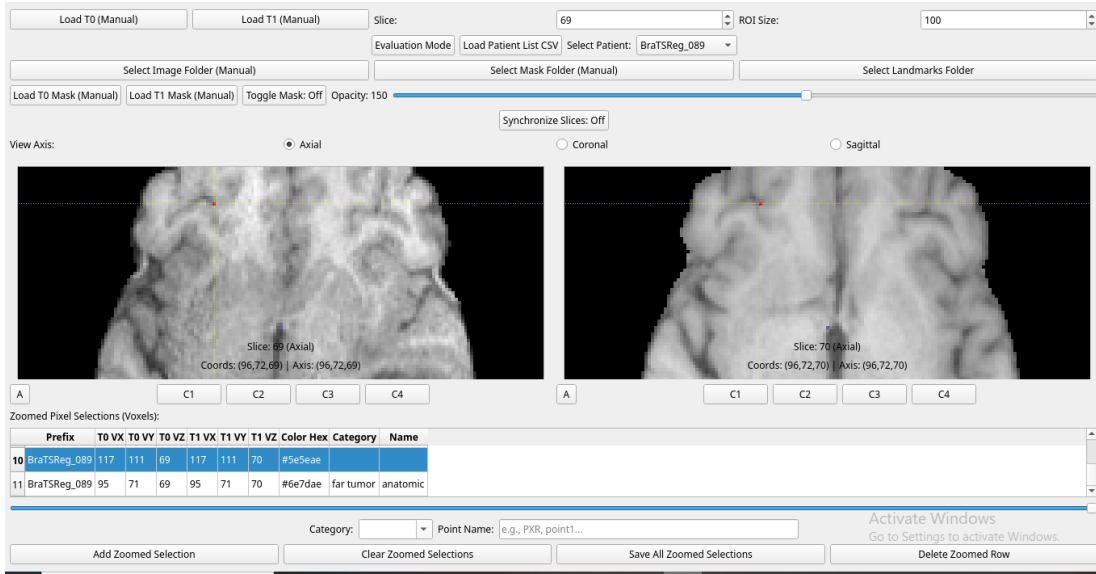 Load T0 (Manual) Load T1 (Manual) Slice: 69 ROI Size: 100
Evaluation Mode Load Patient List CSV Select Patient: BraTSReg_089
Select Image Folder (Manual) Select Mask Folder (Manual) Select Landmarks Folder
Load T0 Mask (Manual) Load T1 Mask (Manual) Toggle Mask: Off Opacity: 150
Synchronize Slices: Off
View Axis: Axial Coronal Sagittal
Slice: 69 (Axial) Slice: 70 (Axial)
Coords: (96,72,69) | Axis: (96,72,69) Coords: (96,72,70) | Axis: (96,72,70)
A C1 C2 C3 C4 A C1 C2 C3 C4
Zoomed Pixel Selections (Voxels):
Prefix T0 VX T0 VY T0 VZ T1 VX T1 VY T1 VZ Color Hex Category Name
10 BraTSReg_089 117 111 69 117 111 70 #5e5eae
11 BraTSReg_089 95 71 69 95 71 70 #6e7dae far tumor anatomic
Category: Point Name: e.g., PXR, point1...
Activate Windows
Go to Settings to activate Windows.
Add Zoomed Selection Clear Zoomed Selections Save All Zoomed Selections Delete Zoomed Row